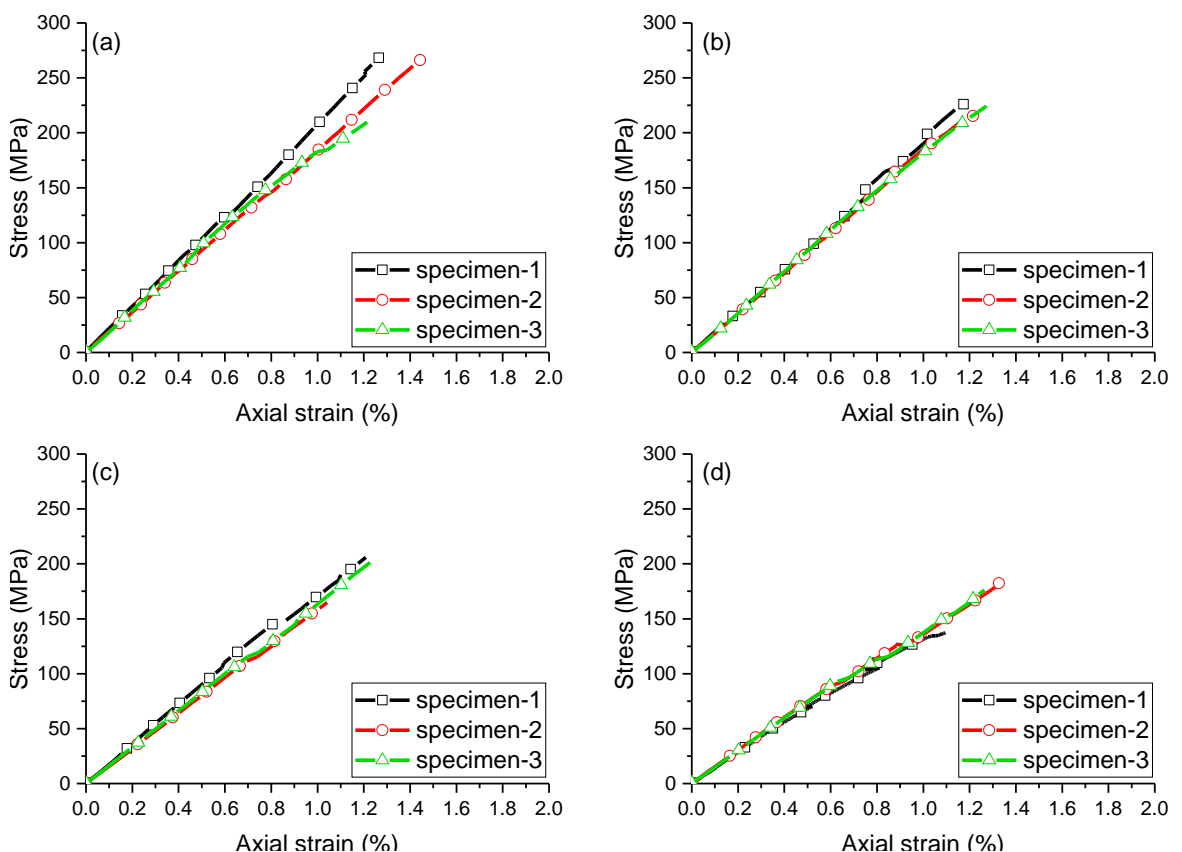 (a)
Stress (MPa)
300
250
200
150
100
50
0
0.0 0.2 0.4 0.6 0.8 1.0 1.2 1.4 1.6 1.8 2.0
Axial strain (%)
specimen-1
specimen-2
specimen-3
(b)
Stress (MPa)
300
250
200
150
100
50
0
0.0 0.2 0.4 0.6 0.8 1.0 1.2 1.4 1.6 1.8 2.0
Axial strain (%)
specimen-1
specimen-2
specimen-3
(c)
Stress (MPa)
300
250
200
150
100
50
0
0.0 0.2 0.4 0.6 0.8 1.0 1.2 1.4 1.6 1.8 2.0
Axial strain (%)
specimen-1
specimen-2
specimen-3
(d)
Stress (MPa)
300
250
200
150
100
50
0
0.0 0.2 0.4 0.6 0.8 1.0 1.2 1.4 1.6 1.8 2.0
Axial strain (%)
specimen-1
specimen-2
specimen-3